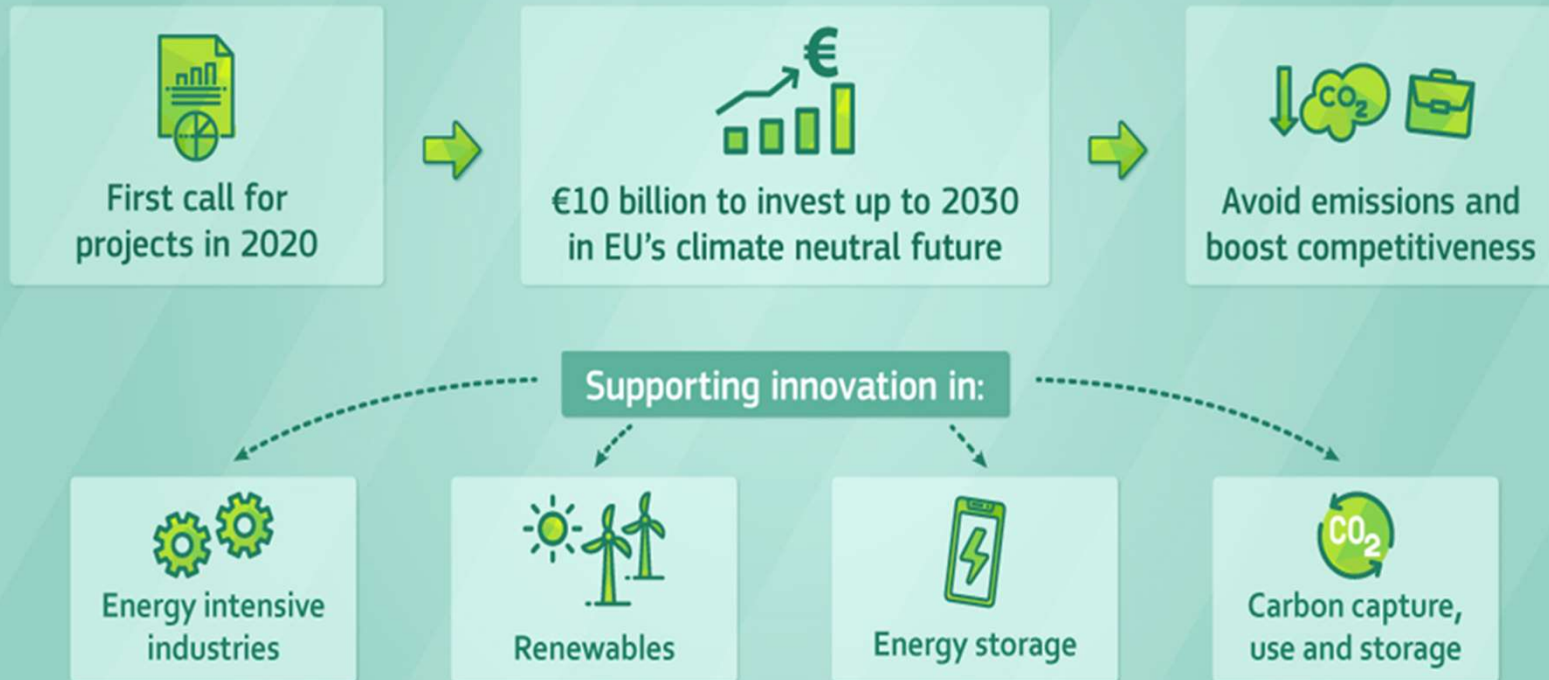 First call for
projects in 2020
€
€10 billion to invest up to 2030
in EU's climate neutral future
CO₂
Avoid emissions and
boost competitiveness
Supporting innovation in:
Energy intensive
industries
Renewables
Energy storage
CO₂
Carbon capture,
use and storage